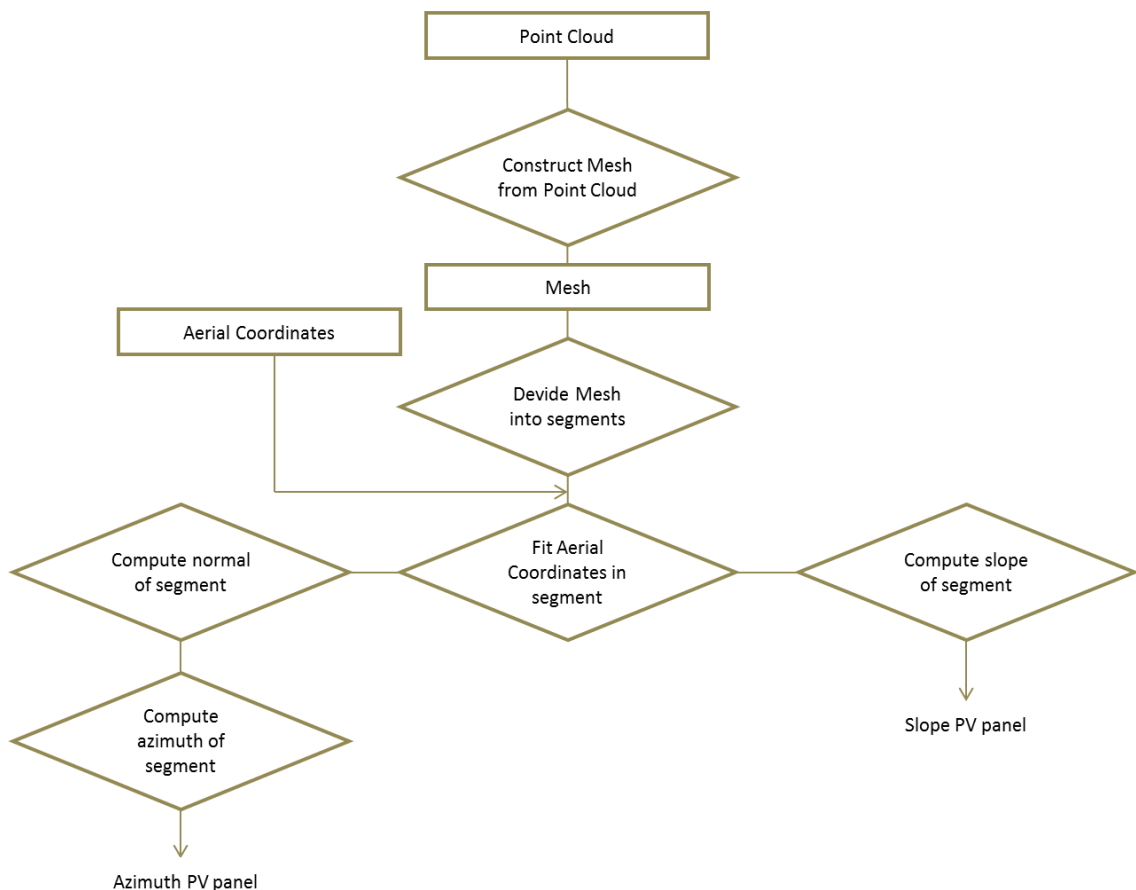 Point Cloud
Construct Mesh
from Point Cloud
Mesh
Aerial Coordinates
Devide Mesh
into segments
Compute normal
of segment
Fit Aerial
Coordinates in
segment
Compute slope
of segment
Compute
azimuth of
segment
Slope PV panel
Azimuth PV panel